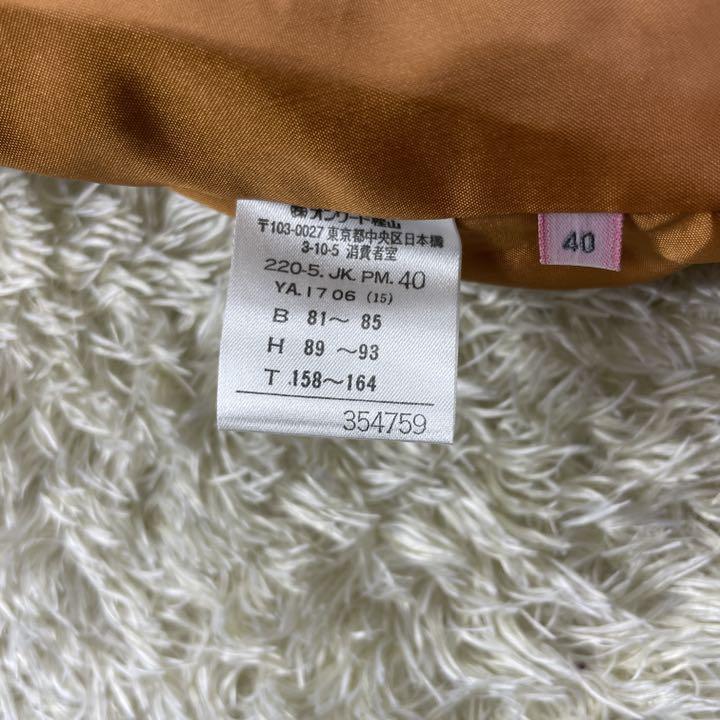 ㈱オンワード樫山
〒103-0027 東京都中央区日本橋
3-10-5 消費者室
220-5. JK. PM. 40
YA. 1706 (15)
B 81～ 85
H 89 ～93
T .158～164
354759
40